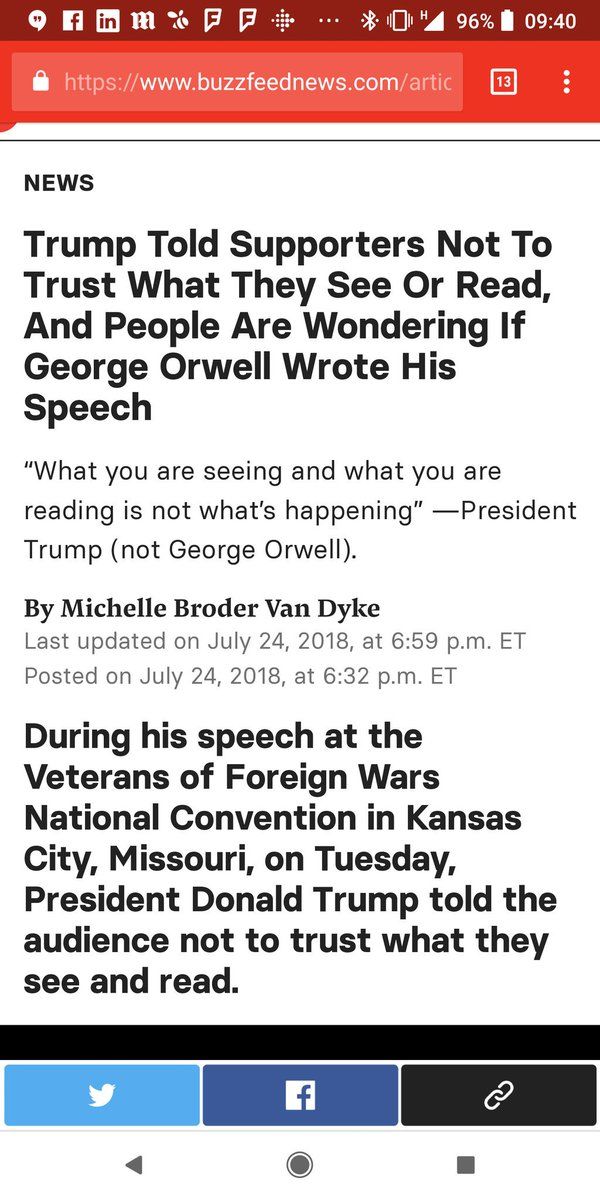 96% 09:40
https://www.buzzfeednews.com/artic 13
NEWS
Trump Told Supporters Not To
Trust What They See Or Read,
And People Are Wondering If
George Orwell Wrote His
Speech
“What you are seeing and what you are
reading is not what’s happening” —President
Trump (not George Orwell).
By Michelle Broder Van Dyke
Last updated on July 24, 2018, at 6:59 p.m. ET
Posted on July 24, 2018, at 6:32 p.m. ET
During his speech at the
Veterans of Foreign Wars
National Convention in Kansas
City, Missouri, on Tuesday,
President Donald Trump told the
audience not to trust what they
see and read.